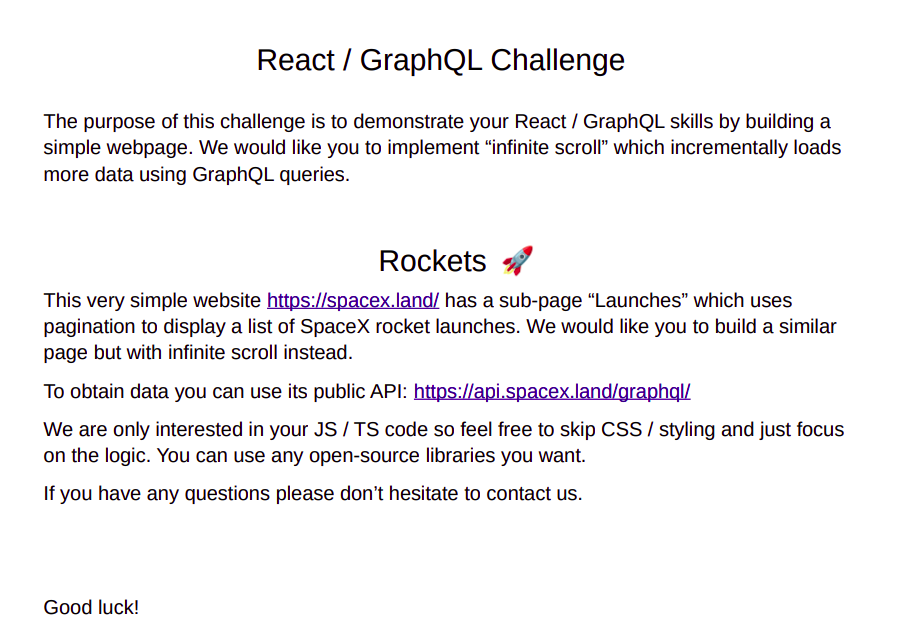 React / GraphQL Challenge
The purpose of this challenge is to demonstrate your React / GraphQL skills by building a
simple webpage. We would like you to implement “infinite scroll” which incrementally loads
more data using GraphQL queries.
Rockets 🚀
This very simple website https://spacex.land/ has a sub-page “Launches” which uses
pagination to display a list of SpaceX rocket launches. We would like you to build a similar
page but with infinite scroll instead.
To obtain data you can use its public API: https://api.spacex.land/graphql/
We are only interested in your JS / TS code so feel free to skip CSS / styling and just focus
on the logic. You can use any open-source libraries you want.
If you have any questions please don’t hesitate to contact us.
Good luck!